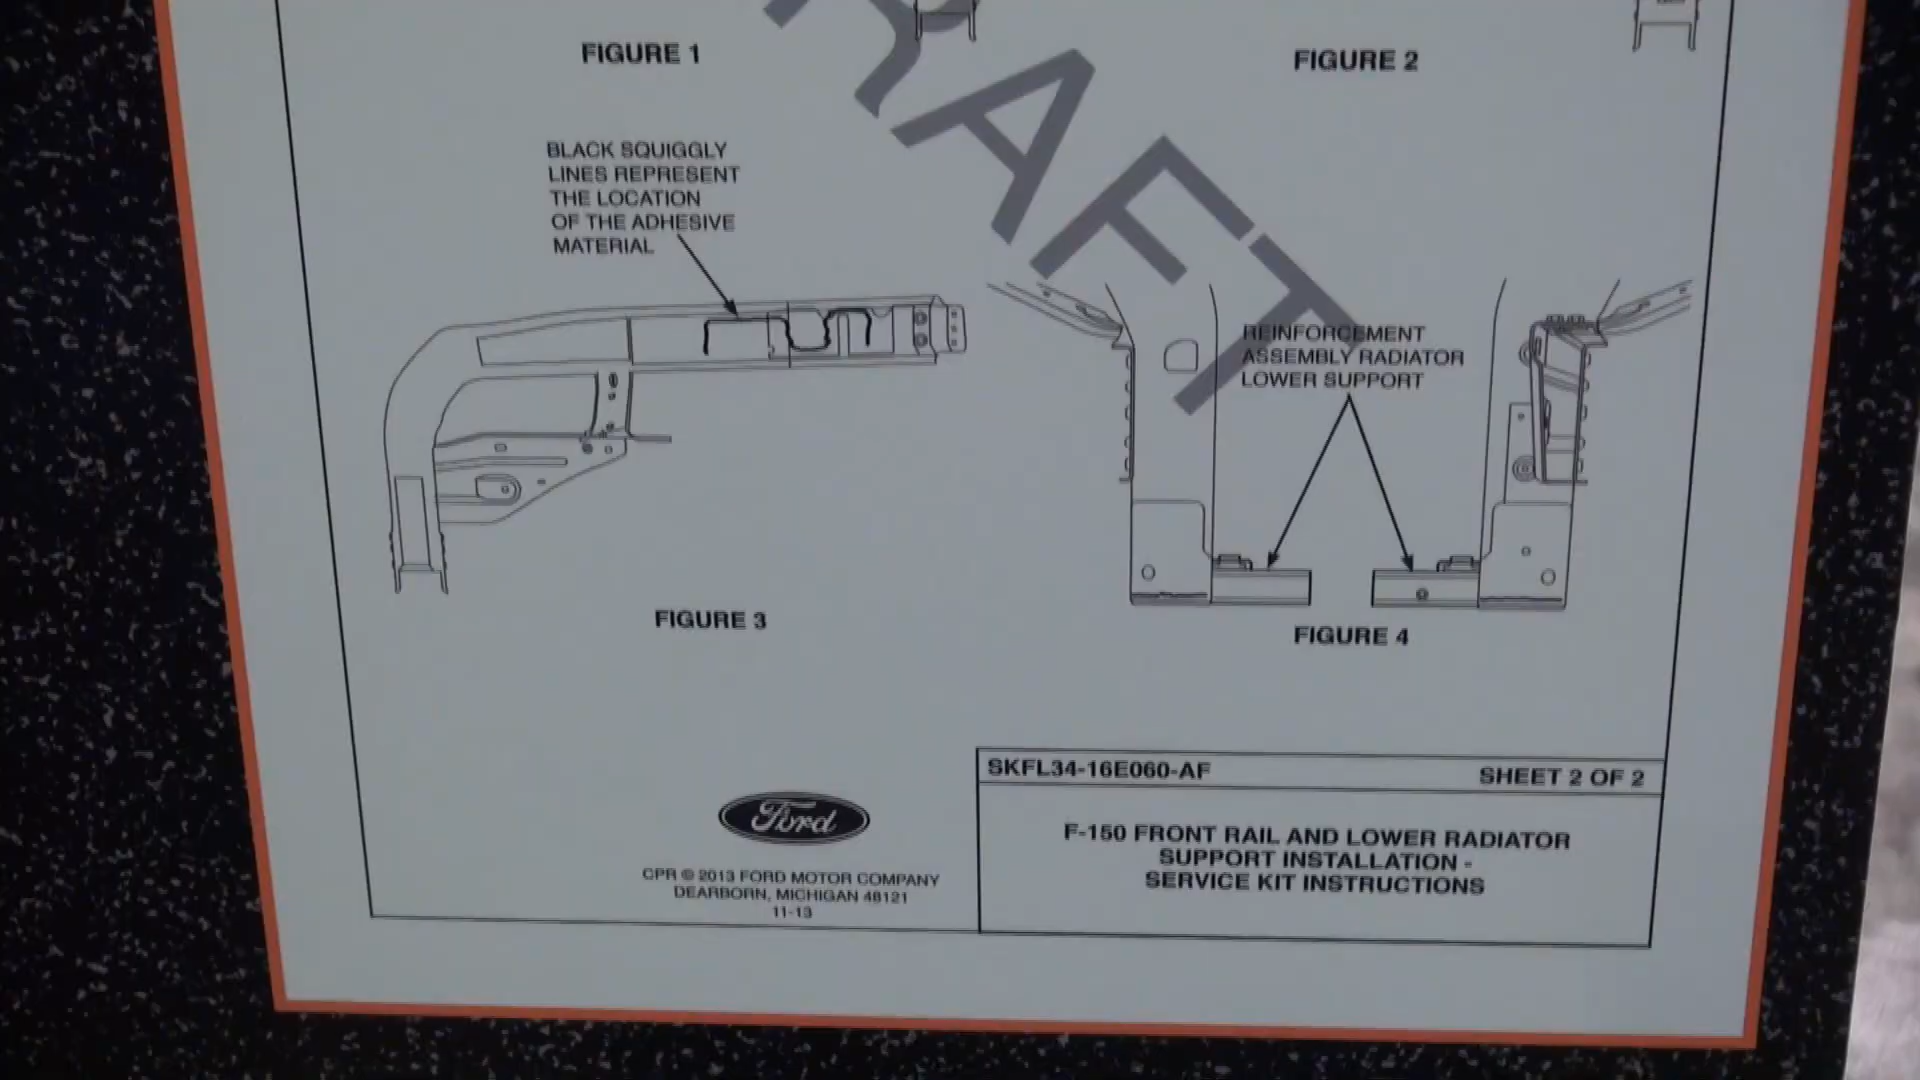 FIGURE 1
FIGURE 2
RAFT
BLACK SQUIGGLY
LINES REPRESENT
THE LOCATION
OF THE ADHESIVE
MATERIAL
REINFORCEMENT
ASSEMBLY RADIATOR
LOWER SUPPORT
FIGURE 3
FIGURE 4
SKFL34-16E060-AF
SHEET 2 OF 2
F-150 FRONT RAIL AND LOWER RADIATOR
SUPPORT INSTALLATION -
SERVICE KIT INSTRUCTIONS
Ford
CPR © 2013 FORD MOTOR COMPANY
DEARBORN, MICHIGAN 48121
11-13